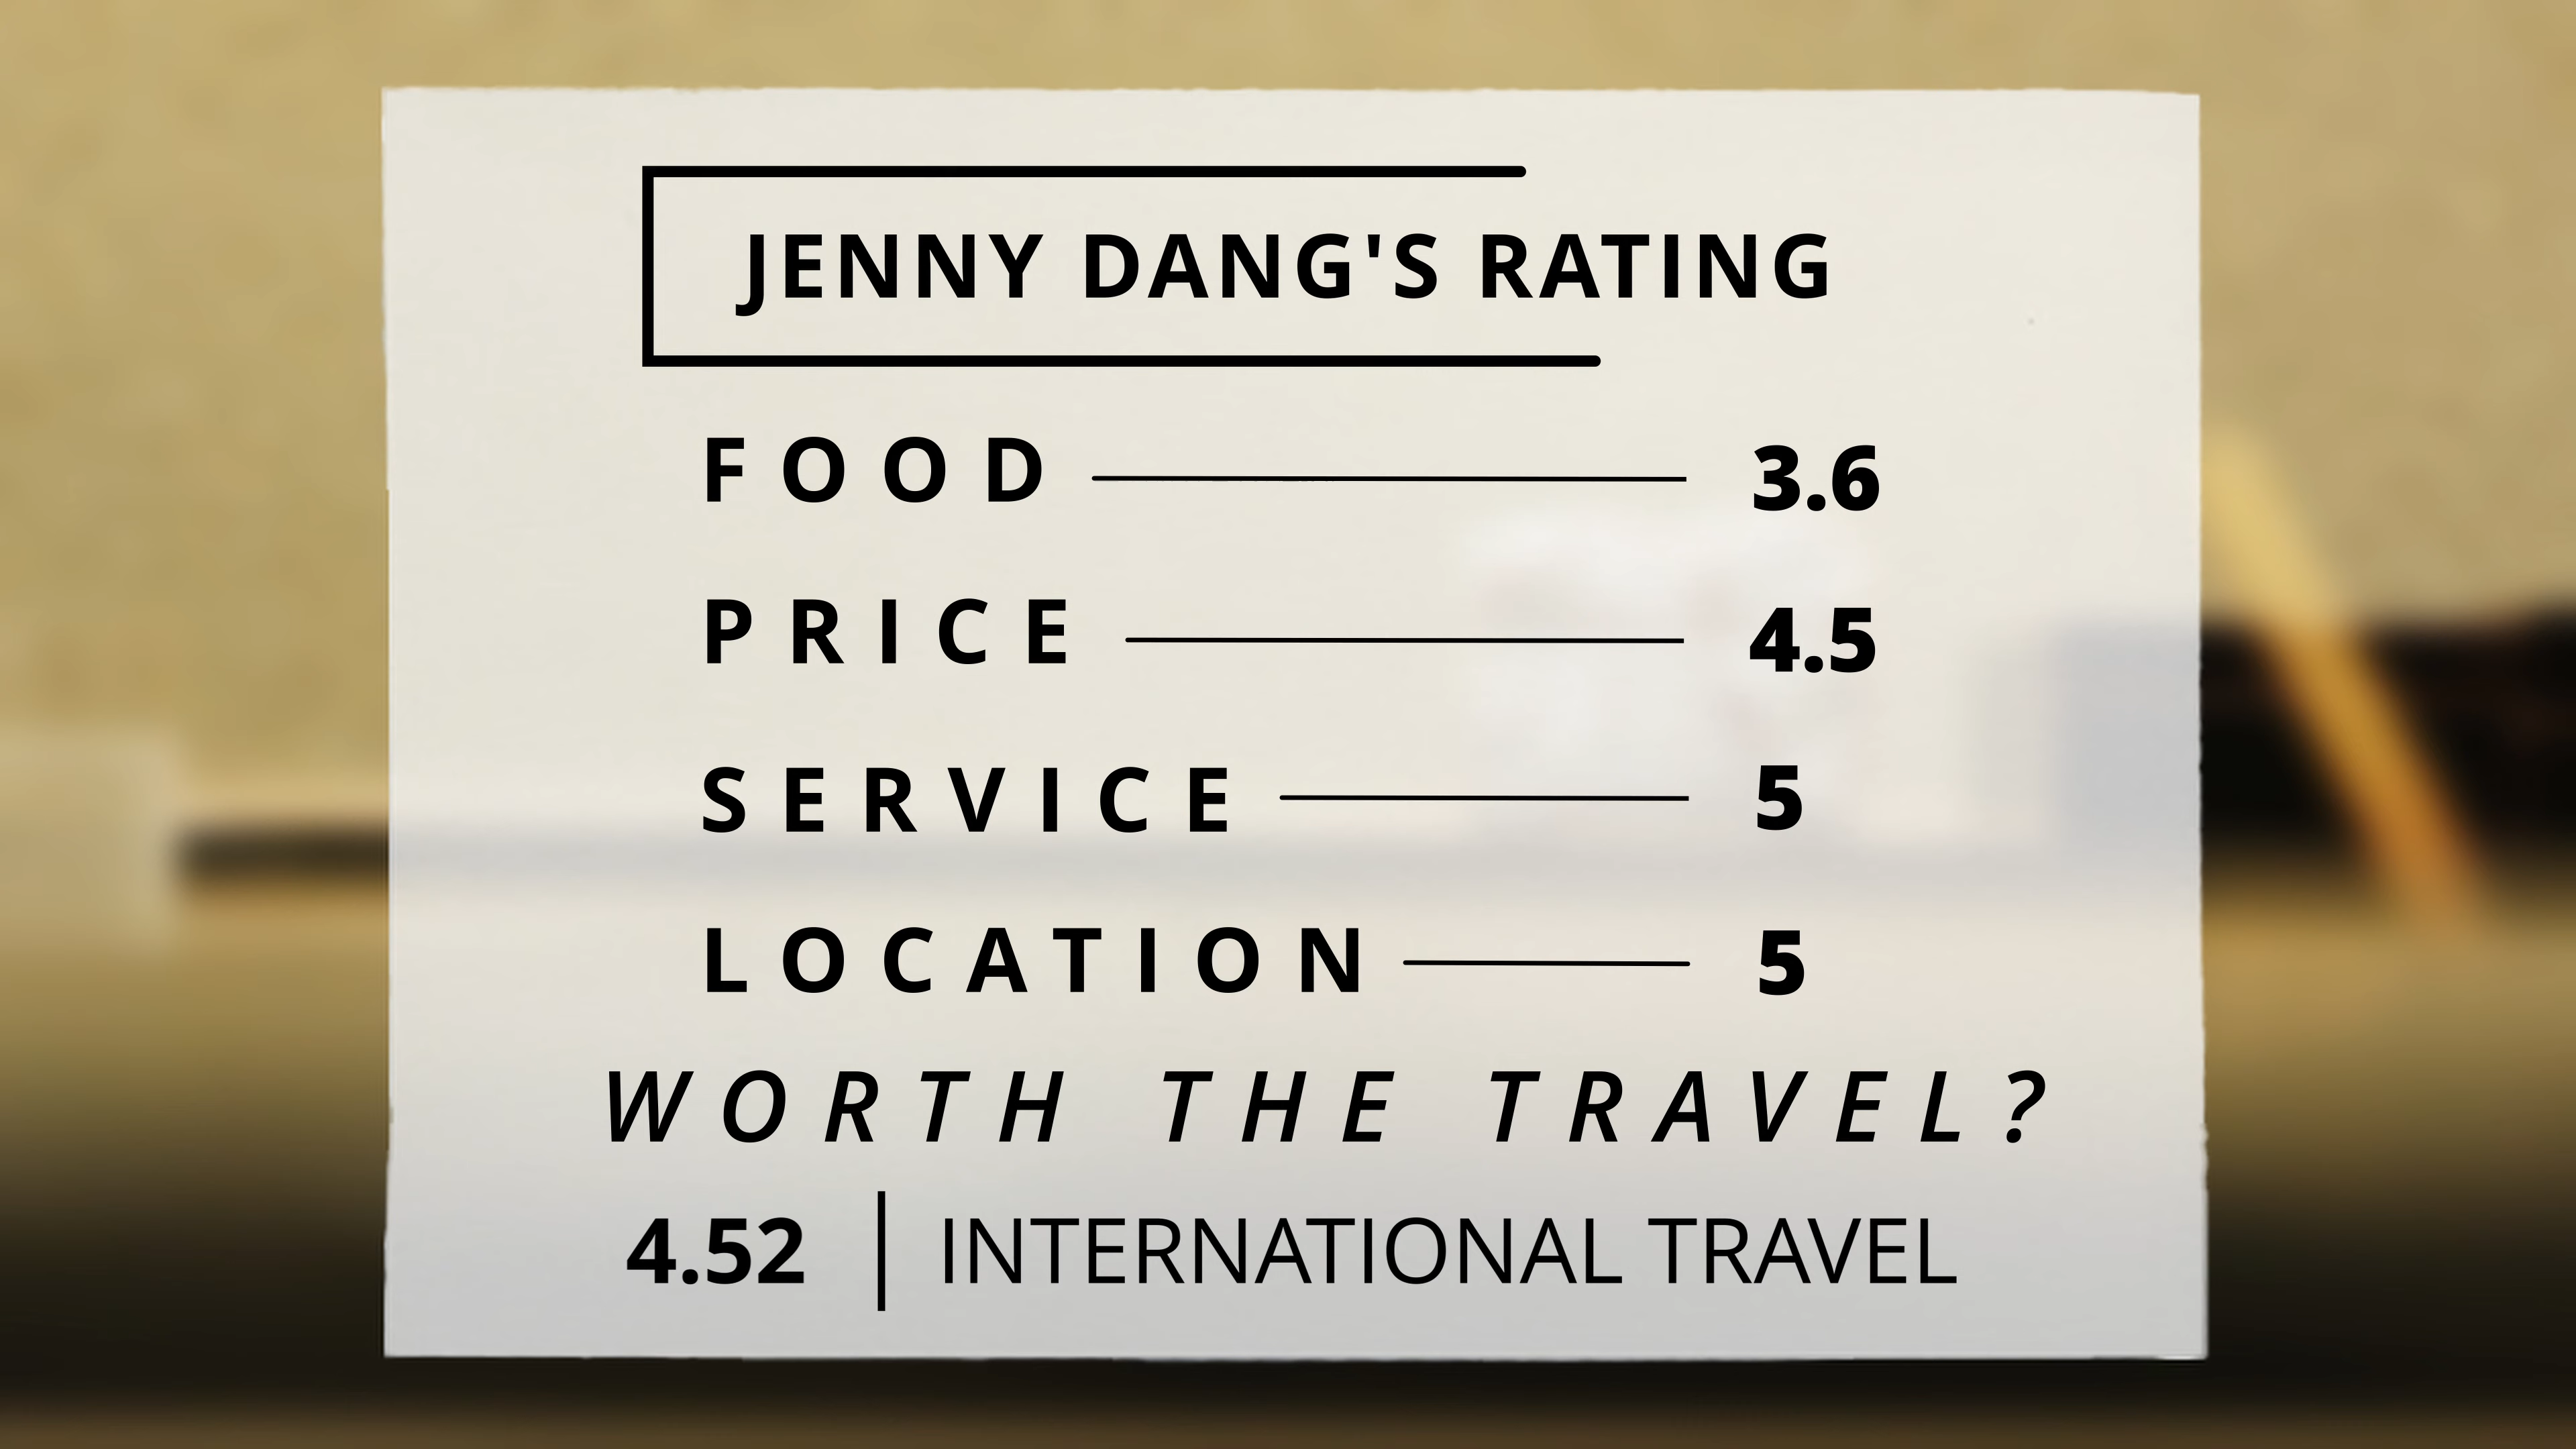 JENNY DANG'S RATING
FOOD 3.6
PRICE 4.5
SERVICE 5
LOCATION 5
WORTH THE TRAVEL?
4.52 | INTERNATIONAL TRAVEL